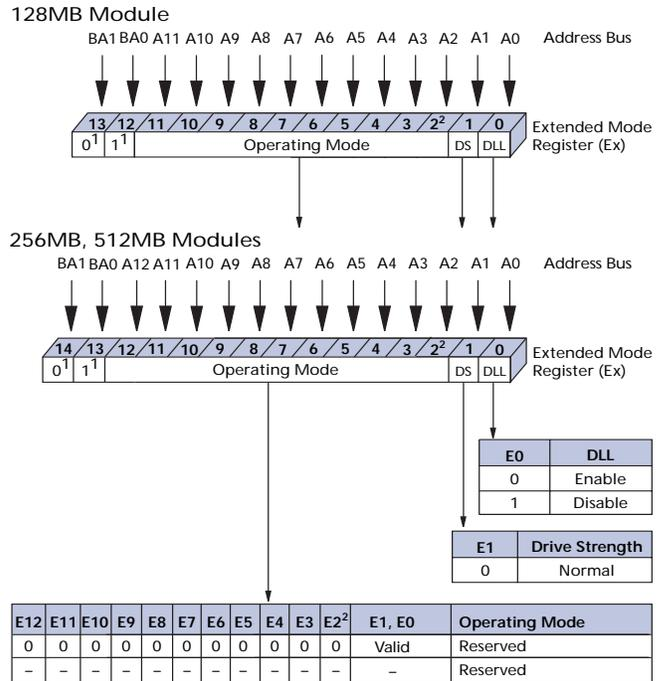 128MB Module
BA1 BA0 A11 A10 A9 A8 A7 A6 A5 A4 A3 A2 A1 A0 Address Bus
13 12 11 10 9 8 7 6 5 4 3 2² 1 0 Extended Mode
0¹ 1¹ Operating Mode DS DLL Register (Ex)
256MB, 512MB Modules
BA1 BA0 A12 A11 A10 A9 A8 A7 A6 A5 A4 A3 A2 A1 A0 Address Bus
14 13 12 11 10 9 8 7 6 5 4 3 2² 1 0 Extended Mode
0¹ 1¹ Operating Mode DS DLL Register (Ex)
E0 DLL
0 Enable
1 Disable
E1 Drive Strength
0 Normal
E12 E11 E10 E9 E8 E7 E6 E5 E4 E3 E2² E1, E0 Operating Mode
0 0 0 0 0 0 0 0 0 0 0 Valid Reserved
– – – – – – – – – – – – Reserved